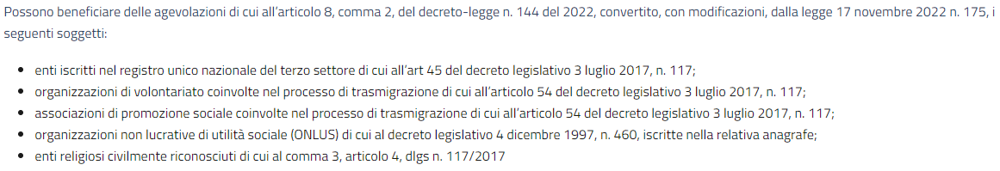 Possono beneficiare delle agevolazioni di cui all'articolo 8, comma 2, del decreto-legge n. 144 del 2022, convertito, con modificazioni, dalla legge 17 novembre 2022 n. 175, i
seguenti soggetti:
• enti iscritti nel registro unico nazionale del terzo settore di cui all'art 45 del decreto legislativo 3 luglio 2017, n. 117;
• organizzazioni di volontariato coinvolte nel processo di trasmigrazione di cui all'articolo 54 del decreto legislativo 3 luglio 2017, n. 117;
• associazioni di promozione sociale coinvolte nel processo di trasmigrazione di cui all'articolo 54 del decreto legislativo 3 luglio 2017, n. 117;
• organizzazioni non lucrative di utilità sociale (ONLUS) di cui al decreto legislativo 4 dicembre 1997, n. 460, iscritte nella relativa anagrafe;
• enti religiosi civilmente riconosciuti di cui al comma 3, articolo 4, dlgs n. 117/2017